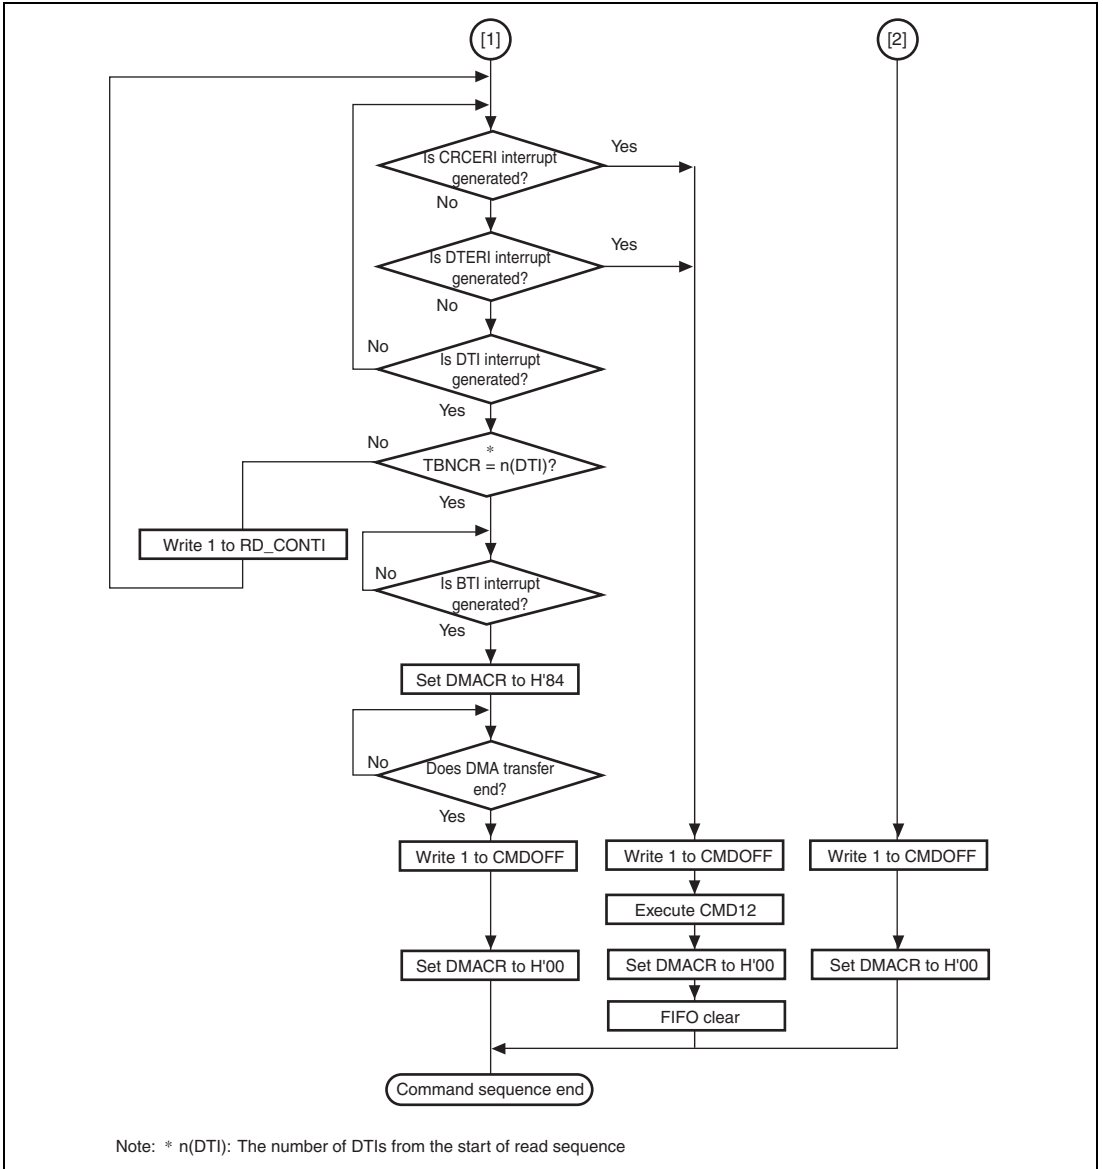 [1]
[2]
Is CRCERI interrupt
generated?
Yes
No
Is DTERI interrupt
generated?
Yes
No
Is DTI interrupt
generated?
No
Yes
*
TBNCR = n(DTI)?
No
Yes
Write 1 to RD_CONTI
Is BTI interrupt
generated?
No
Yes
Set DMACR to H'84
Does DMA transfer
end?
No
Yes
Write 1 to CMDOFF
Write 1 to CMDOFF
Write 1 to CMDOFF
Execute CMD12
Set DMACR to H'00
Set DMACR to H'00
Set DMACR to H'00
FIFO clear
Command sequence end
Note: * n(DTI): The number of DTIs from the start of read sequence